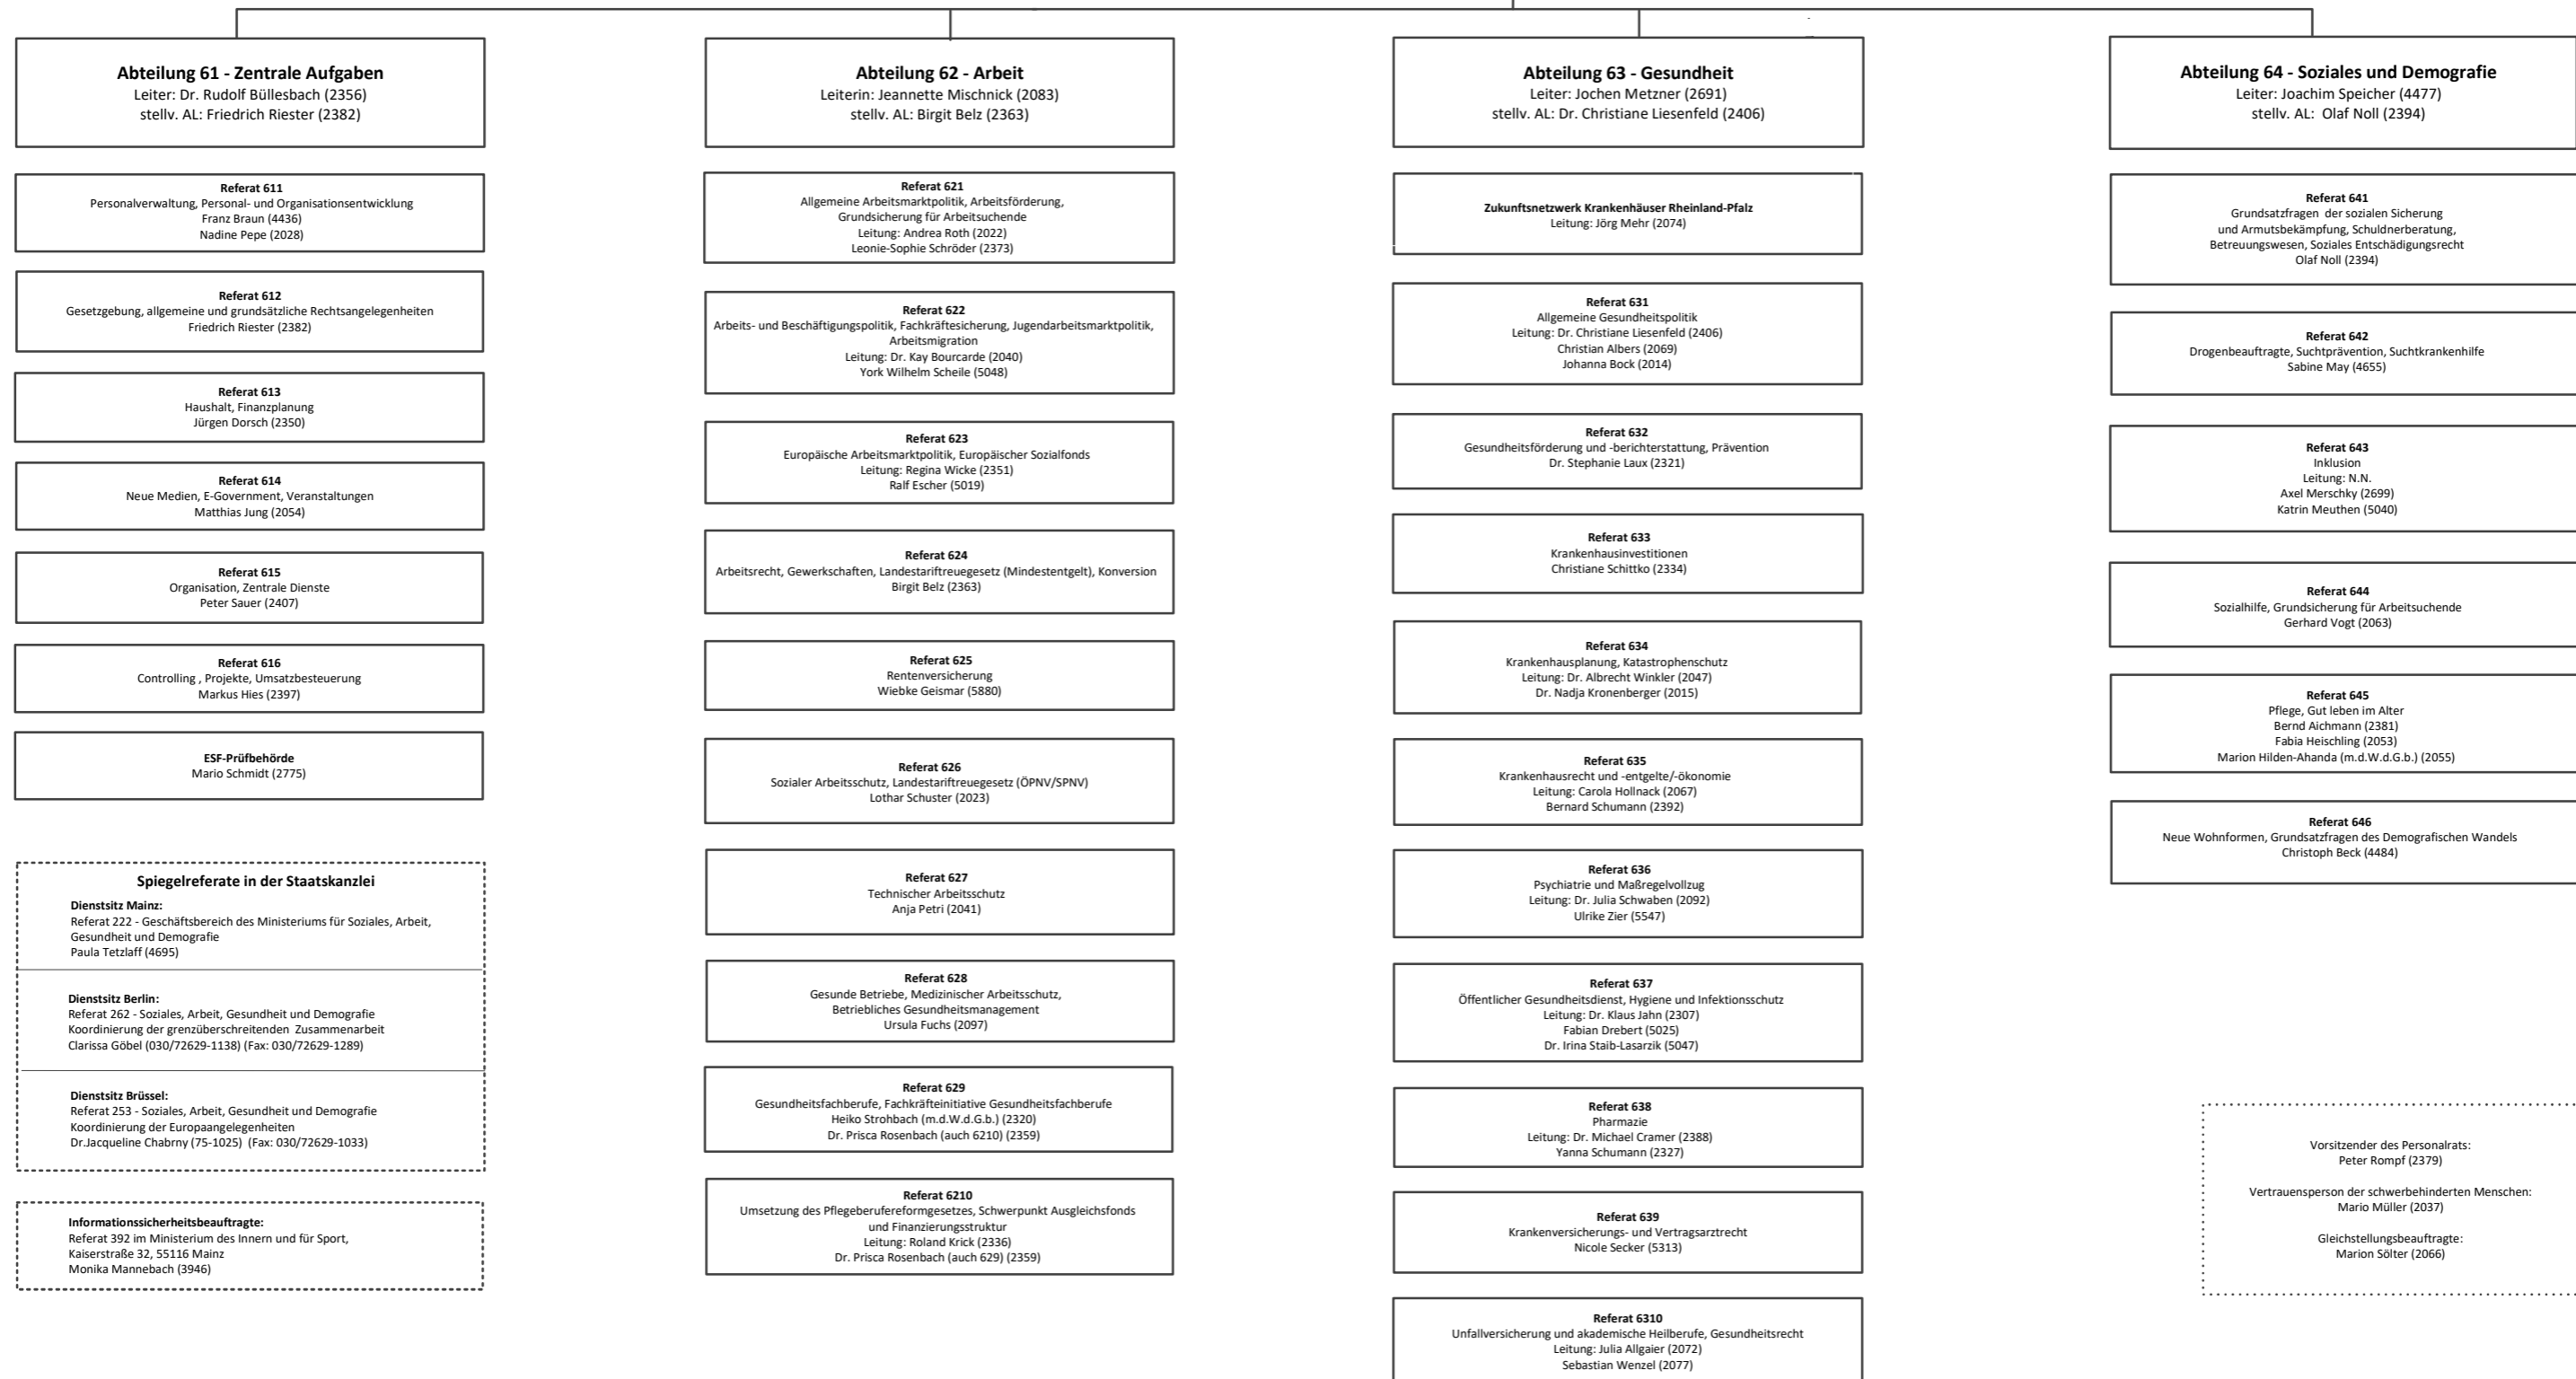 Abteilung 61 - Zentrale Aufgaben
Leiter: Dr. Rudolf Büllesbach (2356)
stellv. AL: Friedrich Riester (2382)
Referat 611
Personalverwaltung, Personal- und Organisationsentwicklung
Franz Braun (4436)
Nadine Pepe (2028)
Referat 612
Gesetzgebung, allgemeine und grundsätzliche Rechtsangelegenheiten
Friedrich Riester (2382)
Referat 613
Haushalt, Finanzplanung
Jürgen Dorsch (2350)
Referat 614
Neue Medien, E-Government, Veranstaltungen
Matthias Jung (2054)
Referat 615
Organisation, Zentrale Dienste
Peter Sauer (2407)
Referat 616
Controlling , Projekte, Umsatzbesteuerung
Markus Hies (2397)
ESF-Prüfbehörde
Mario Schmidt (2775)
Spiegelreferate in der Staatskanzlei
Dienstsitz Mainz:
Referat 222 - Geschäftsbereich des Ministeriums für Soziales, Arbeit,
Gesundheit und Demografie
Paula Tetzlaff (4695)
Dienstsitz Berlin:
Referat 262 - Soziales, Arbeit, Gesundheit und Demografie
Koordinierung der grenzüberschreitenden Zusammenarbeit
Clarissa Göbel (030/72629-1138) (Fax: 030/72629-1289)
Dienstsitz Brüssel:
Referat 253 - Soziales, Arbeit, Gesundheit und Demografie
Koordinierung der Europaangelegenheiten
Dr.Jacqueline Chabrny (75-1025) (Fax: 030/72629-1033)
Informationssicherheitsbeauftragte:
Referat 392 im Ministerium des Innern und für Sport,
Kaiserstraße 32, 55116 Mainz
Monika Mannebach (3946)
Abteilung 62 - Arbeit
Leiterin: Jeannette Mischnick (2083)
stellv. AL: Birgit Belz (2363)
Referat 621
Allgemeine Arbeitsmarktpolitik, Arbeitsförderung,
Grundsicherung für Arbeitsuchende
Leitung: Andrea Roth (2022)
Leonie-Sophie Schröder (2373)
Referat 622
Arbeits- und Beschäftigungspolitik, Fachkräftesicherung, Jugendarbeitsmarktpolitik,
Arbeitsmigration
Leitung: Dr. Kay Bourcarde (2040)
York Wilhelm Scheile (5048)
Referat 623
Europäische Arbeitsmarktpolitik, Europäischer Sozialfonds
Leitung: Regina Wicke (2351)
Ralf Escher (5019)
Referat 624
Arbeitsrecht, Gewerkschaften, Landestariftreuegesetz (Mindestentgelt), Konversion
Birgit Belz (2363)
Referat 625
Rentenversicherung
Wiebke Geismar (5880)
Referat 626
Sozialer Arbeitsschutz, Landestariftreuegesetz (ÖPNV/SPNV)
Lothar Schuster (2023)
Referat 627
Technischer Arbeitsschutz
Anja Petri (2041)
Referat 628
Gesunde Betriebe, Medizinischer Arbeitsschutz,
Betriebliches Gesundheitsmanagement
Ursula Fuchs (2097)
Referat 629
Gesundheitsfachberufe, Fachkräfteinitiative Gesundheitsfachberufe
Heiko Strohbach (m.d.W.d.G.b.) (2320)
Dr. Prisca Rosenbach (auch 6210) (2359)
Referat 6210
Umsetzung des Pflegeberufereformgesetzes, Schwerpunkt Ausgleichsfonds
und Finanzierungsstruktur
Leitung: Roland Krick (2336)
Dr. Prisca Rosenbach (auch 629) (2359)
Abteilung 63 - Gesundheit
Leiter: Jochen Metzner (2691)
stellv. AL: Dr. Christiane Liesenfeld (2406)
Zukunftsnetzwerk Krankenhäuser Rheinland-Pfalz
Leitung: Jörg Mehr (2074)
Referat 631
Allgemeine Gesundheitspolitik
Leitung: Dr. Christiane Liesenfeld (2406)
Christian Albers (2069)
Johanna Bock (2014)
Referat 632
Gesundheitsförderung und -berichterstattung, Prävention
Dr. Stephanie Laux (2321)
Referat 633
Krankenhausinvestitionen
Christiane Schittko (2334)
Referat 634
Krankenhausplanung, Katastrophenschutz
Leitung: Dr. Albrecht Winkler (2047)
Dr. Nadja Kronenberger (2015)
Referat 635
Krankenhausrecht und -entgelte/-ökonomie
Leitung: Carola Hollnack (2067)
Bernard Schumann (2392)
Referat 636
Psychiatrie und Maßregelvollzug
Leitung: Dr. Julia Schwaben (2092)
Ulrike Zier (5547)
Referat 637
Öffentlicher Gesundheitsdienst, Hygiene und Infektionsschutz
Leitung: Dr. Klaus Jahn (2307)
Fabian Drebert (5025)
Dr. Irina Staib-Lasarzik (5047)
Referat 638
Pharmazie
Leitung: Dr. Michael Cramer (2388)
Yanna Schumann (2327)
Referat 639
Krankenversicherungs- und Vertragsarztrecht
Nicole Secker (5313)
Referat 6310
Unfallversicherung und akademische Heilberufe, Gesundheitsrecht
Leitung: Julia Allgaier (2072)
Sebastian Wenzel (2077)
Abteilung 64 - Soziales und Demografie
Leiter: Joachim Speicher (4477)
stellv. AL: Olaf Noll (2394)
Referat 641
Grundsatzfragen der sozialen Sicherung
und Armutsbekämpfung, Schuldnerberatung,
Betreuungswesen, Soziales Entschädigungsrecht
Olaf Noll (2394)
Referat 642
Drogenbeauftragte, Suchtprävention, Suchtkrankenhilfe
Sabine May (4655)
Referat 643
Inklusion
Leitung: N.N.
Axel Merschky (2699)
Katrin Meuthen (5040)
Referat 644
Sozialhilfe, Grundsicherung für Arbeitsuchende
Gerhard Vogt (2063)
Referat 645
Pflege, Gut leben im Alter
Bernd Aichmann (2381)
Fabia Heischling (2053)
Marion Hilden-Ahanda (m.d.W.d.G.b.) (2055)
Referat 646
Neue Wohnformen, Grundsatzfragen des Demografischen Wandels
Christoph Beck (4484)
Vorsitzender des Personalrats:
Peter Rompf (2379)
Vertrauensperson der schwerbehinderten Menschen:
Mario Müller (2037)
Gleichstellungsbeauftragte:
Marion Sölter (2066)